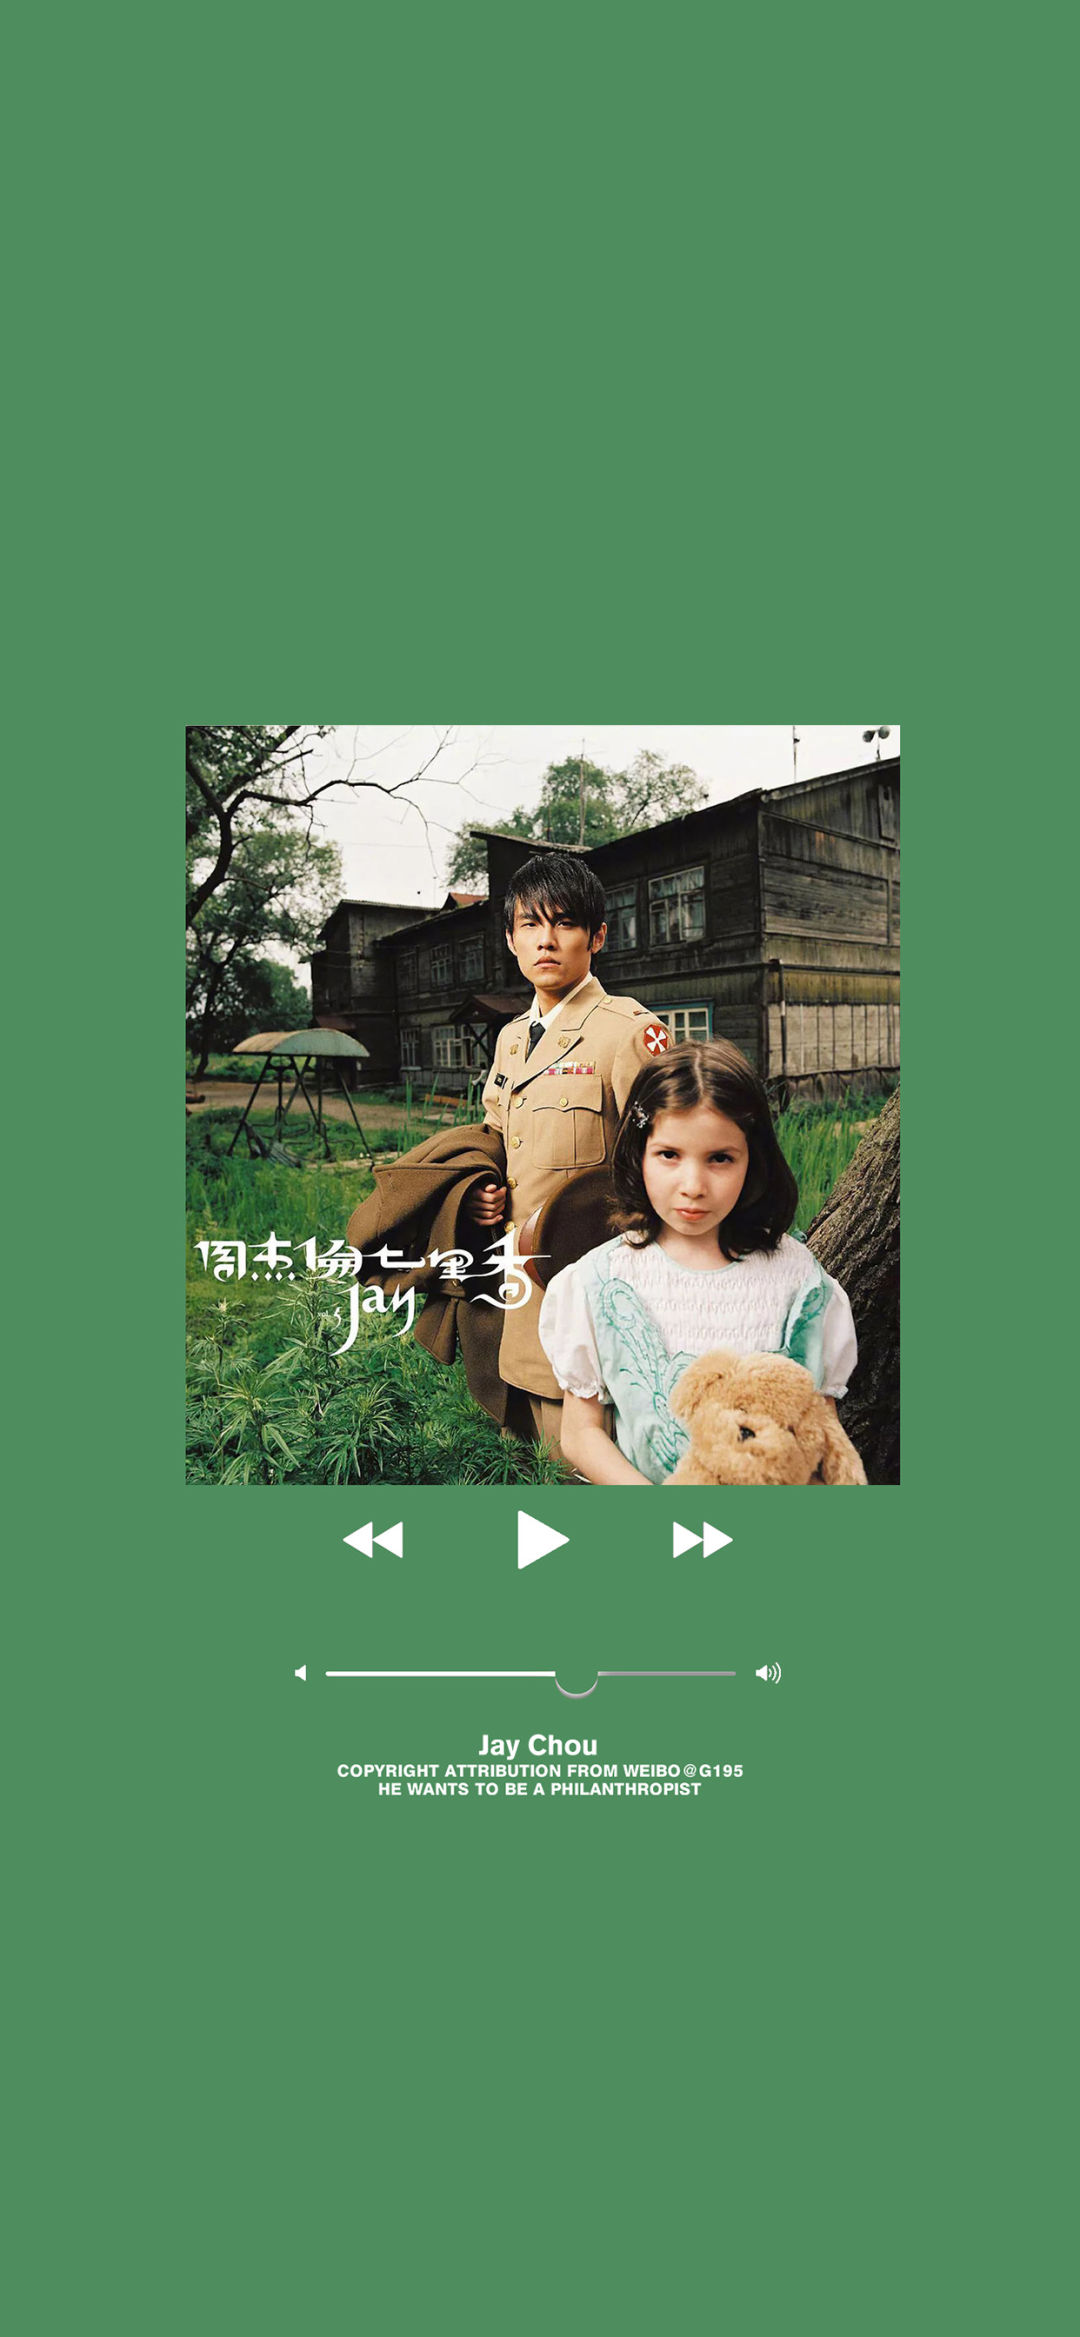 周杰倫七里香
Jay
Jay Chou
COPYRIGHT ATTRIBUTION FROM WEIBO@G195
HE WANTS TO BE A PHILANTHROPIST